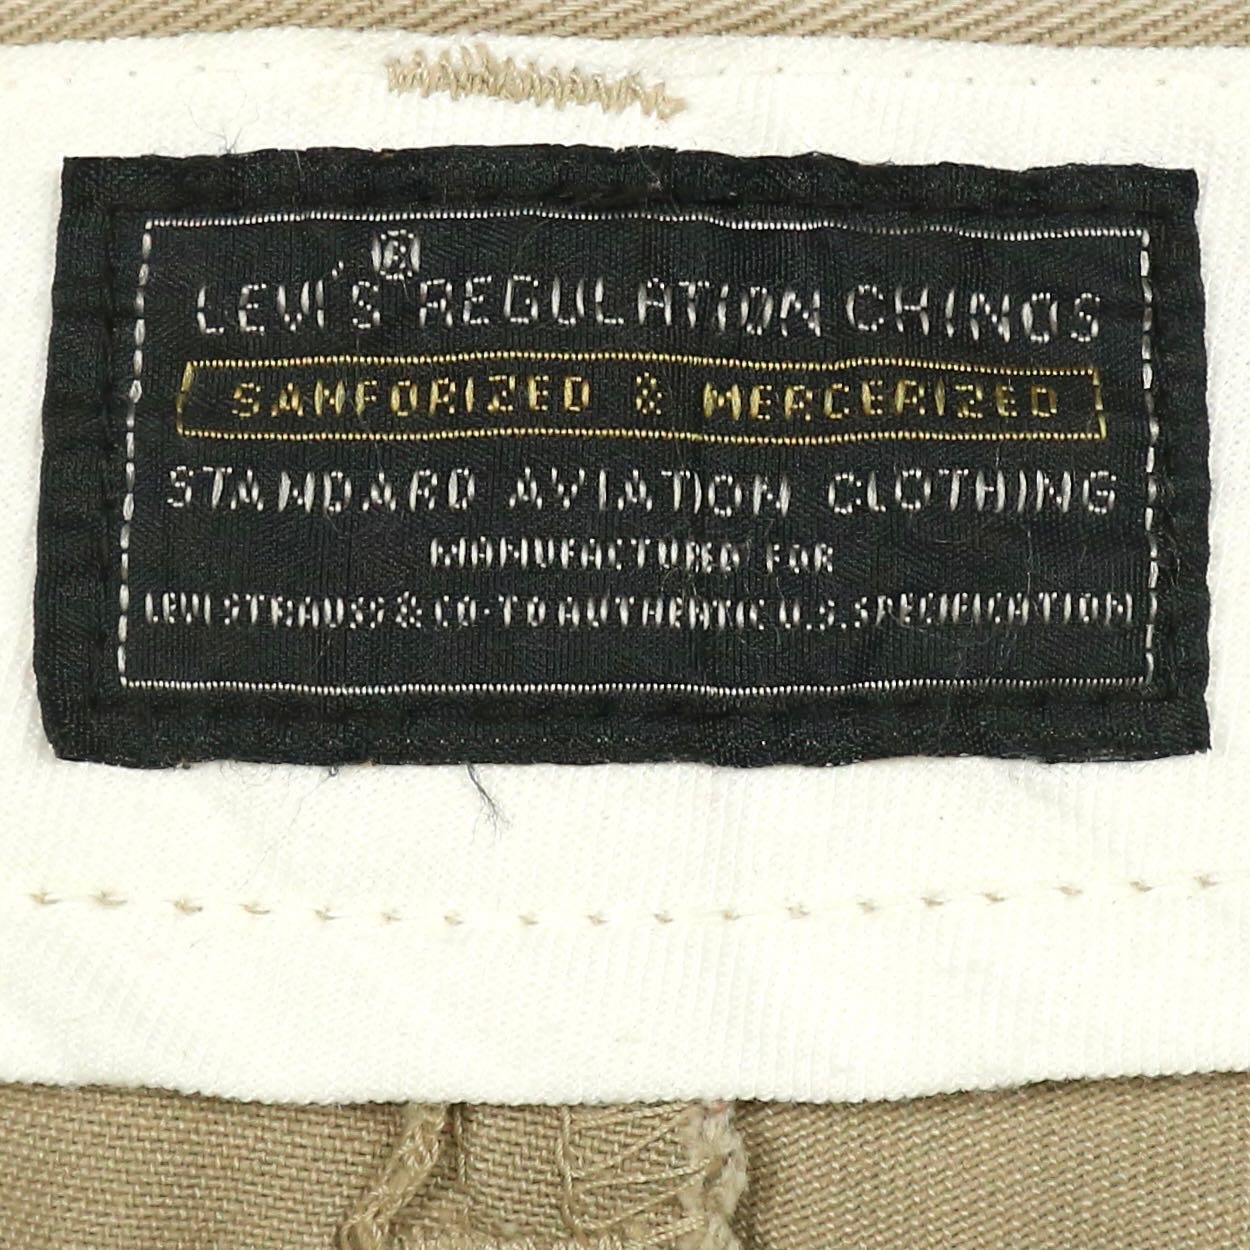 LEVI'S® REGULATION CHINOS
SANFORIZED & MERCERIZED
STANDARD AVIATION CLOTHING
MANUFACTURED FOR
LEVI STRAUSS & CO·TO AUTHENTIC U.S.SPECIFICATION